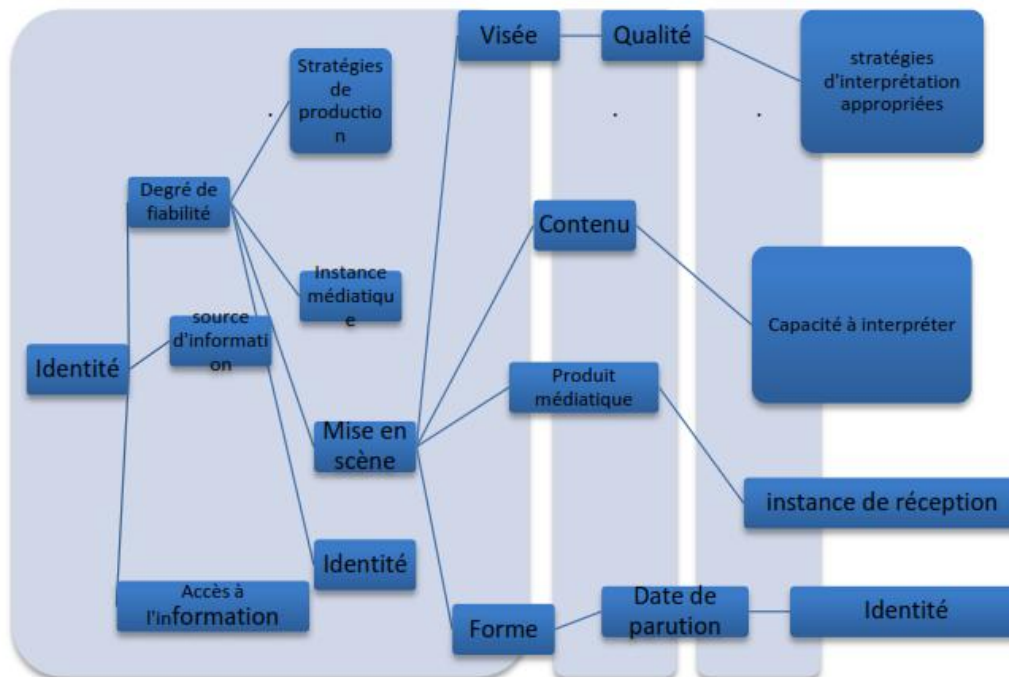 Visée
Qualité
stratégies
d'interprétation
appropriées
Stratégies
de
productio
n
.
.
.
Degré de
fiabilité
Contenu
Instance
médiatiqu
e
source
d'informati
on
Capacité à interpréter
Identité
Produit
médiatique
Mise en
scène
instance de réception
Identité
Accès à
l'information
Forme
Date de
parution
Identité